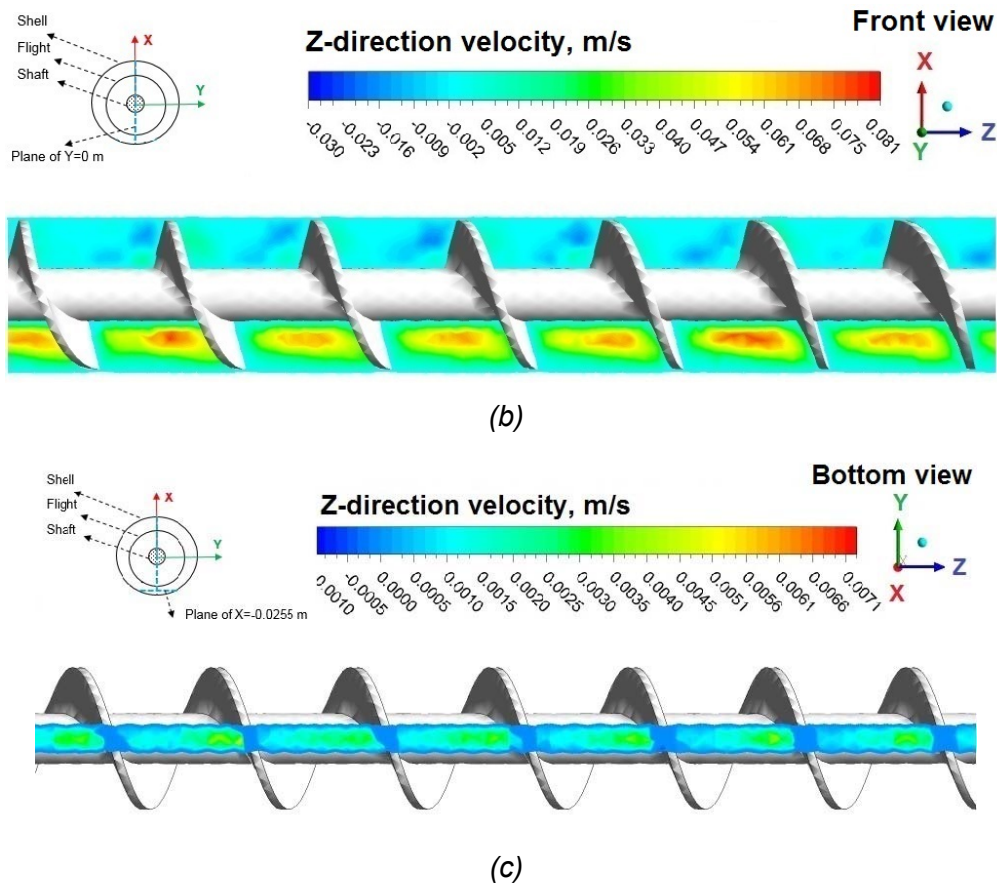 Shell
Flight
Shaft
X
Y
Plane of Y=0 m
Z-direction velocity, m/s
-0.030 -0.023 -0.016 -0.009 -0.002 0.005 0.012 0.019 0.026 0.033 0.040 0.047 0.054 0.061 0.068 0.075 0.081
Front view
X
Z
Y
(b)
Shell
Flight
Shaft
X
Y
Plane of X=-0.0255 m
Z-direction velocity, m/s
0.0010 -0.0005 0.0000 0.0005 0.0010 0.0015 0.0020 0.0025 0.0030 0.0035 0.0040 0.0045 0.0051 0.0056 0.0061 0.0066 0.0071
Bottom view
Y
Z
X
(c)